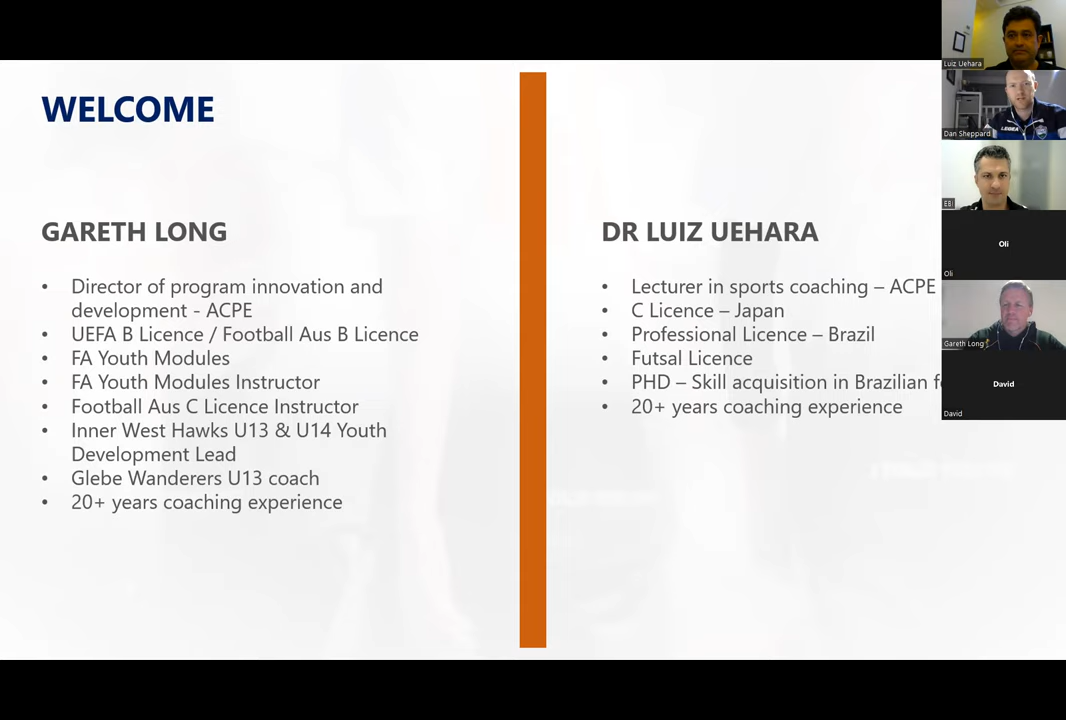 WELCOME
GARETH LONG
• Director of program innovation and
development - ACPE
• UEFA B Licence / Football Aus B Licence
• FA Youth Modules
• FA Youth Modules Instructor
• Football Aus C Licence Instructor
• Inner West Hawks U13 & U14 Youth
Development Lead
• Glebe Wanderers U13 coach
• 20+ years coaching experience
DR LUIZ UEHARA
• Lecturer in sports coaching – ACPE
• C Licence – Japan
• Professional Licence – Brazil
• Futsal Licence
• PHD – Skill acquisition in Brazilian
• 20+ years coaching experience
Luiz Uehara
LEGEA
Dan Sheppard
EBI
Oli
Oli
Gareth Long
David
David